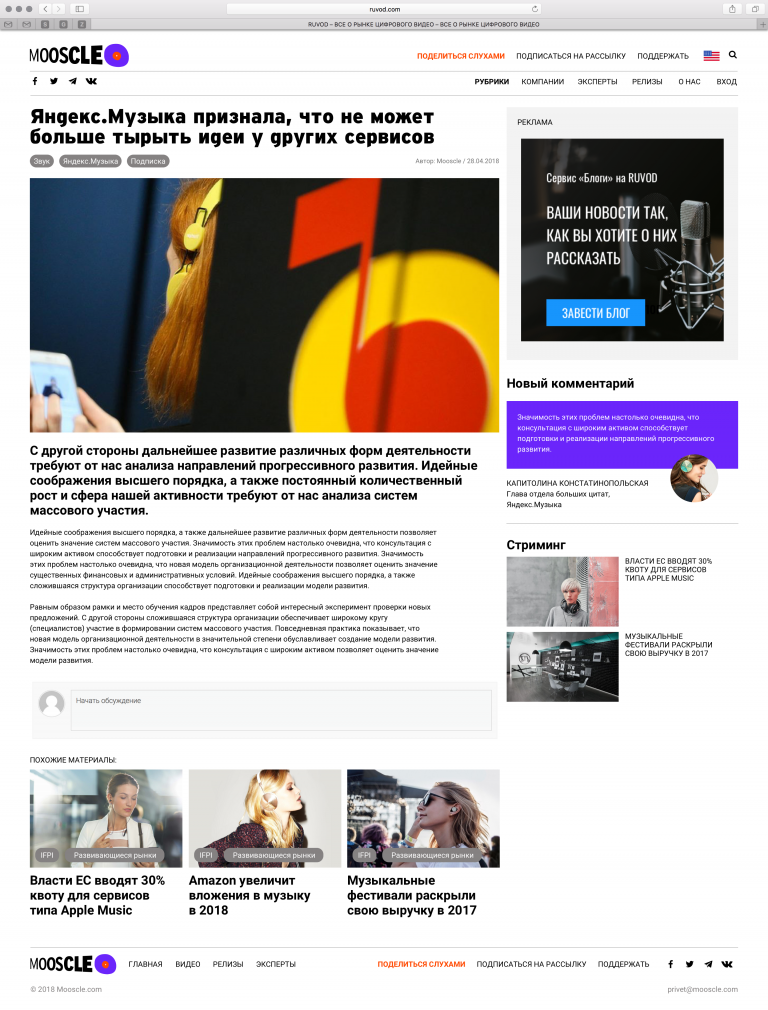 ruvod.com
RUVOD – ВСЕ О РЫНКЕ ЦИФРОВОГО ВИДЕО – ВСЕ О РЫНКЕ ЦИФРОВОГО ВИДЕО
MOOSCLE
ПОДЕЛИТЬСЯ СЛУХАМИ ПОДПИСАТЬСЯ НА РАССЫЛКУ ПОДДЕРЖАТЬ
РУБРИКИ КОМПАНИИ ЭКСПЕРТЫ РЕЛИЗЫ О НАС ВХОД
Яндекс.Музыка признала, что не может
больше тырыть идеи у других сервисов
Звук Яндекс.Музыка Подписка
Автор: Mooscle / 28.04.2018
С другой стороны дальнейшее развитие различных форм деятельности
требуют от нас анализа направлений прогрессивного развития. Идейные
соображения высшего порядка, а также постоянный количественный
рост и сфера нашей активности требуют от нас анализа систем
массового участия.
Идейные соображения высшего порядка, а также дальнейшее развитие различных форм деятельности позволяет
оценить значение систем массового участия. Значимость этих проблем настолько очевидна, что консультация с
широким активом способствует подготовки и реализации направлений прогрессивного развития. Значимость
этих проблем настолько очевидна, что новая модель организационной деятельности позволяет оценить значение
существенных финансовых и административных условий. Идейные соображения высшего порядка, а также
сложившаяся структура организации способствует подготовки и реализации модели развития.
Равным образом рамки и место обучения кадров представляет собой интересный эксперимент проверки новых
предложений. С другой стороны сложившаяся структура организации обеспечивает широкому кругу
(специалистов) участие в формировании систем массового участия. Повседневная практика показывает, что
новая модель организационной деятельности в значительной степени обуславливает создание модели развития.
Значимость этих проблем настолько очевидна, что консультация с широким активом позволяет оценить значение
модели развития.
Начать обсуждение
РЕКЛАМА
Сервис «Блоги» на RUVOD
ВАШИ НОВОСТИ ТАК,
КАК ВЫ ХОТИТЕ О НИХ
РАССКАЗАТЬ
ЗАВЕСТИ БЛОГ
Новый комментарий
Значимость этих проблем настолько очевидна, что
консультация с широким активом способствует
подготовки и реализации направлений прогрессивного
развития.
КАПИТОЛИНА КОНСТАТИНОПОЛЬСКАЯ
Глава отдела больших цитат,
Яндекс.Музыка
Стриминг
ВЛАСТИ ЕС ВВОДЯТ 30%
КВОТУ ДЛЯ СЕРВИСОВ
ТИПА APPLE MUSIC
МУЗЫКАЛЬНЫЕ
ФЕСТИВАЛИ РАСКРЫЛИ
СВОЮ ВЫРУЧКУ В 2017
ПОХОЖИЕ МАТЕРИАЛЫ:
IFPI Развивающиеся рынки
Власти ЕС вводят 30%
квоту для сервисов
типа Apple Music
IFPI Развивающиеся рынки
Amazon увеличит
вложения в музыку
в 2018
IFPI Развивающиеся рынки
Музыкальные
фестивали раскрыли
свою выручку в 2017
MOOSCLE ГЛАВНАЯ ВИДЕО РЕЛИЗЫ ЭКСПЕРТЫ ПОДЕЛИТЬСЯ СЛУХАМИ ПОДПИСАТЬСЯ НА РАССЫЛКУ ПОДДЕРЖАТЬ
© 2018 Mooscle.com privet@mooscle.com